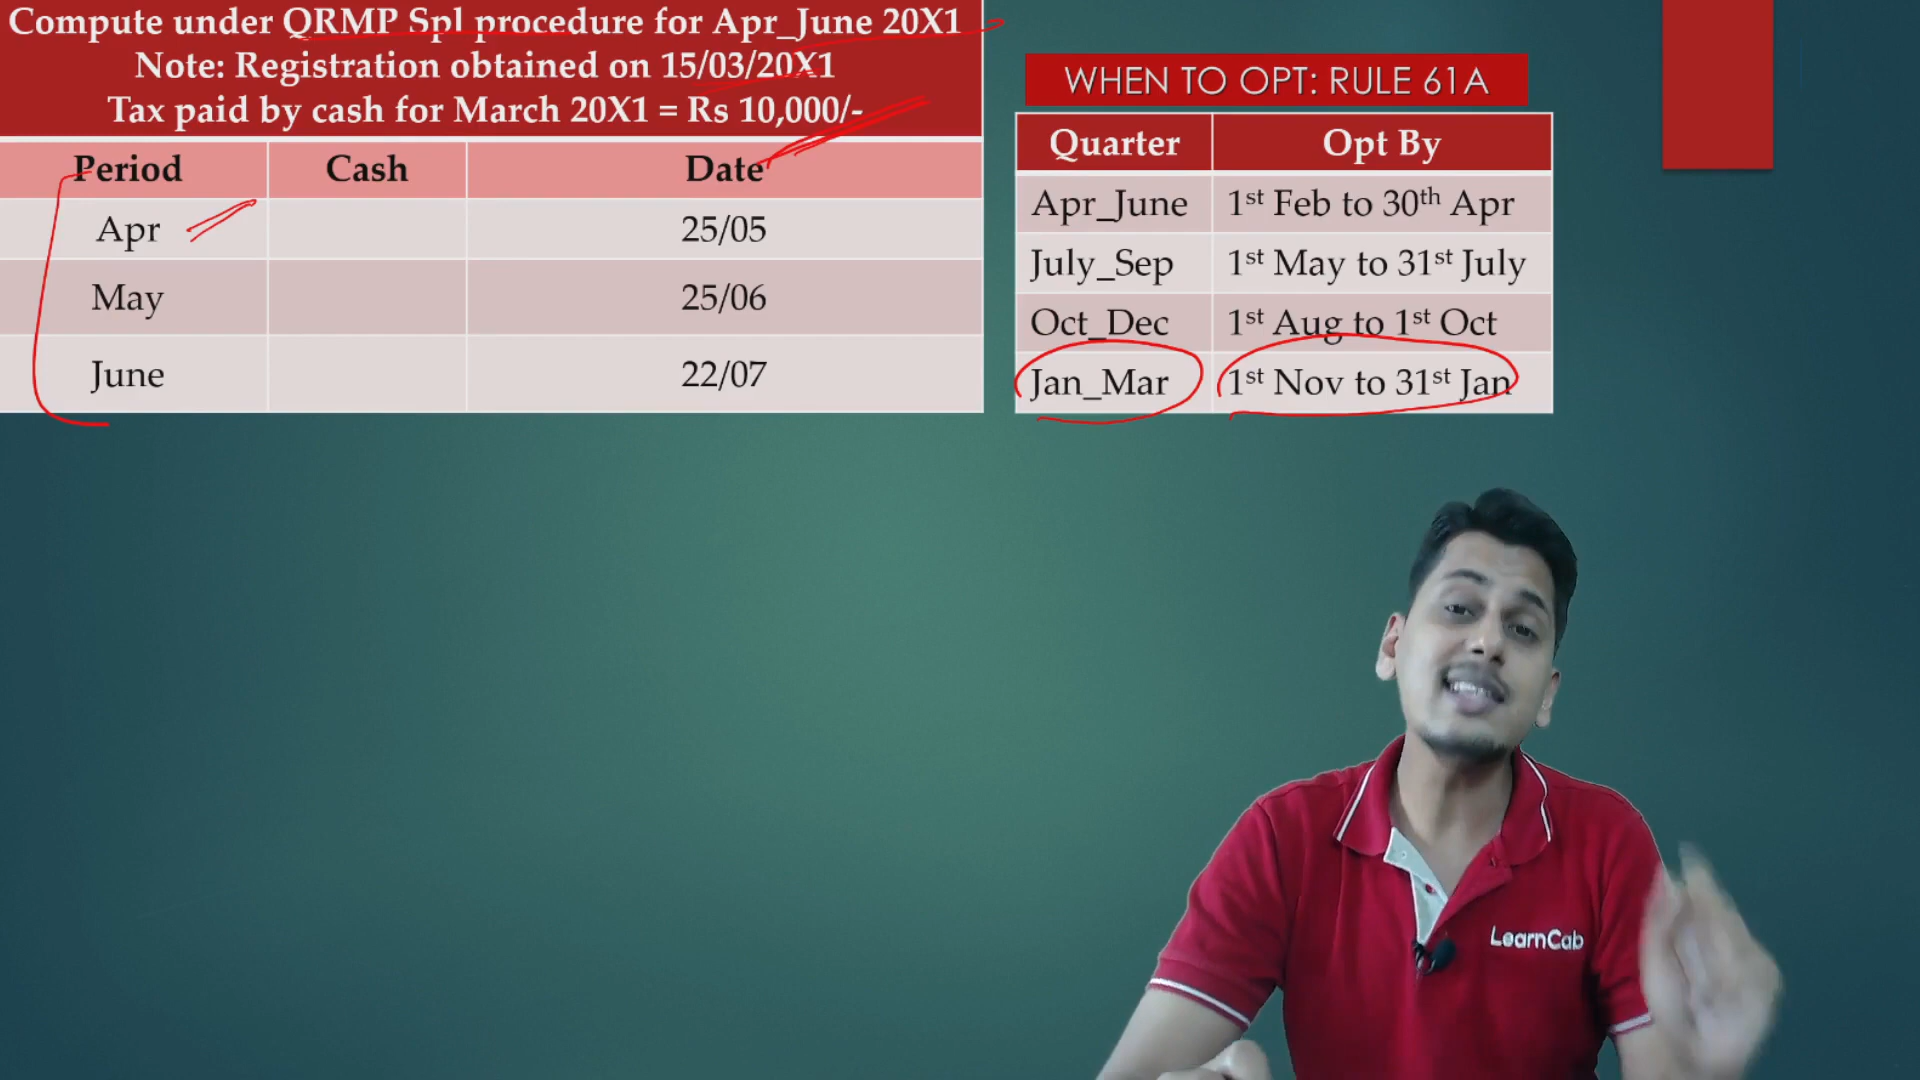 Compute under QRMP Spl procedure for Apr_June 20X1
Note: Registration obtained on 15/03/20X1
Tax paid by cash for March 20X1 = Rs 10,000/-
Period Cash Date
Apr 25/05
May 25/06
June 22/07
WHEN TO OPT: RULE 61A
Quarter Opt By
Apr_June 1st Feb to 30th Apr
July_Sep 1st May to 31st July
Oct_Dec 1st Aug to 1st Oct
Jan_Mar 1st Nov to 31st Jan
LearnCab